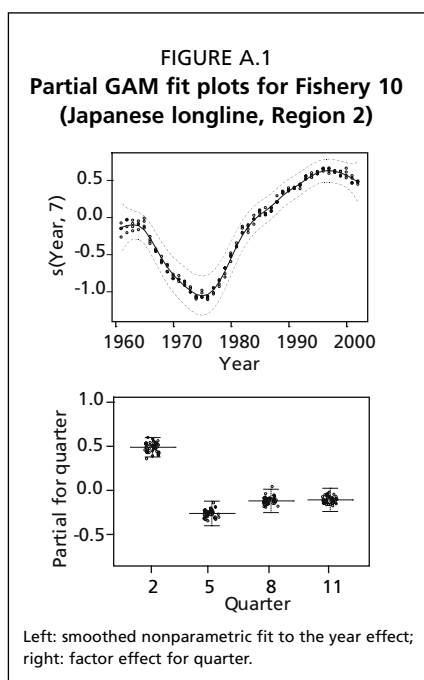 FIGURE A.1
Partial GAM fit plots for Fishery 10
(Japanese longline, Region 2)
s(Year, 7)
0.5
0.0
-0.5
-1.0
1960 1970 1980 1990 2000
Year
Partial for quarter
1.0
0.5
0.0
-0.5
2 5 8 11
Quarter
Left: smoothed nonparametric fit to the year effect;
right: factor effect for quarter.